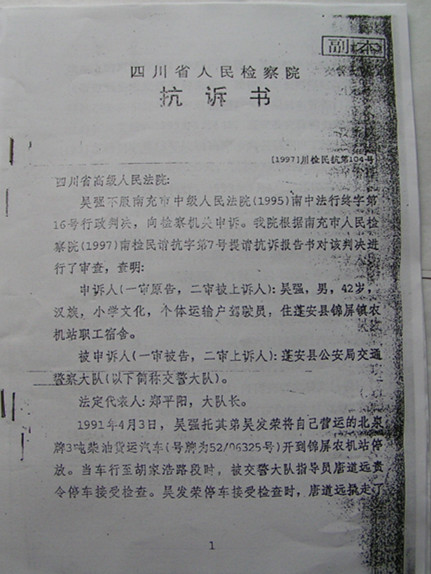 副本
四川省人民检察院
抗诉书
[1997]川检民抗第104号
四川省高级人民法院:
吴强不服南充市中级人民法院(1995)南中法行终字第
16号行政判决,向检察机关申诉。我院根据南充市人民检
察院(1997)南检民请抗字第7号提请抗诉报告书对该判决进
行了审查,查明:
申诉人(一审原告,二审被上诉人):吴强,男,42岁,
汉族,小学文化,个体运输户驾驶员,住蓬安县锦屏镇农
机站职工宿舍。
被申诉人(一审被告,二审上诉人):蓬安县公安局交通
警察大队(以下简称交警大队)。
法定代表人:郑平阳,大队长。
1991年4月3日,吴强托其弟吴发荣将自己营运的北京
牌3吨柴油货运汽车(号牌为52/06325号)开到锦屏农机站停
放。当车行至胡家浩路段时,被交警大队指导员唐道远责
令停车接受检查。吴发荣停车接受检查时,唐道远撬走了
1